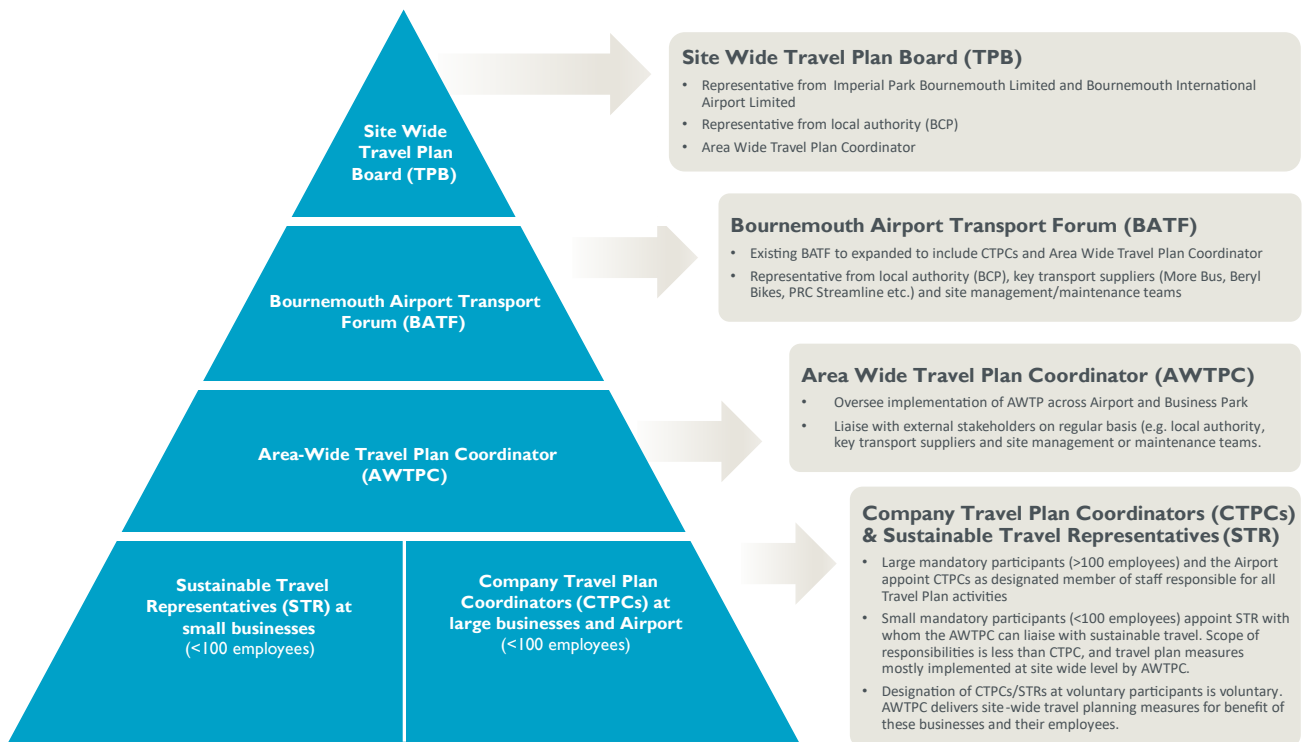 Site Wide
Travel Plan
Board (TPB)
Bournemouth Airport Transport
Forum (BATF)
Area-Wide Travel Plan Coordinator
(AWTPC)
Sustainable Travel
Representatives (STR) at
small businesses
(<100 employees)
Company Travel Plan
Coordinators (CTPCs) at
large businesses and Airport
(<100 employees)
Site Wide Travel Plan Board (TPB)
• Representative from Imperial Park Bournemouth Limited and Bournemouth International
Airport Limited
• Representative from local authority (BCP)
• Area Wide Travel Plan Coordinator
Bournemouth Airport Transport Forum (BATF)
• Existing BATF to expanded to include CTPCs and Area Wide Travel Plan Coordinator
• Representative from local authority (BCP), key transport suppliers (More Bus, Beryl
Bikes, PRC Streamline etc.) and site management/maintenance teams
Area Wide Travel Plan Coordinator (AWTPC)
• Oversee implementation of AWTP across Airport and Business Park
• Liaise with external stakeholders on regular basis (e.g. local authority,
key transport suppliers and site management or maintenance teams.
Company Travel Plan Coordinators (CTPCs)
& Sustainable Travel Representatives (STR)
• Large mandatory participants (>100 employees) and the Airport
appoint CTPCs as designated member of staff responsible for all
Travel Plan activities
• Small mandatory participants (<100 employees) appoint STR with
whom the AWTPC can liaise with sustainable travel. Scope of
responsibilities is less than CTPC, and travel plan measures
mostly implemented at site wide level by AWTPC.
• Designation of CTPCs/STRs at voluntary participants is voluntary.
AWTPC delivers site-wide travel planning measures for benefit of
these businesses and their employees.